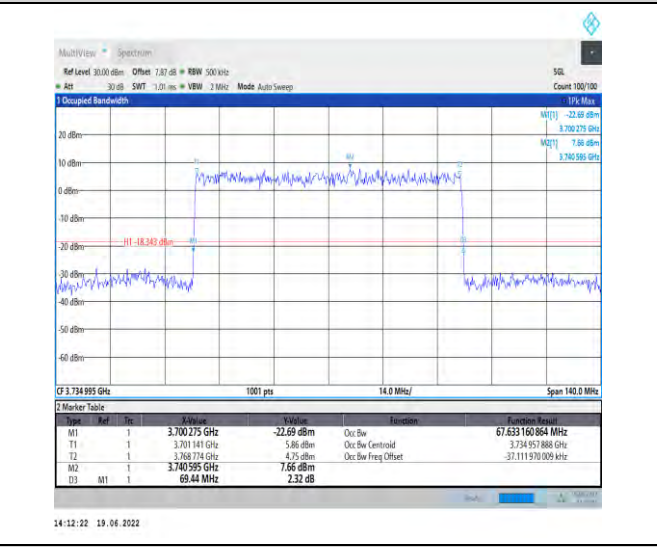 MultiView Spectrum
Ref Level 30.00 dBm Offset 7.87 dB RBW 500 kHz SGL
Att 30 dB SWT 1.01 ms VBW 2 MHz Mode Auto Sweep Count 100/100
1 Occupied Bandwidth 1Pk Max
M1[1] -22.69 dBm
3.700 275 GHz
20 dBm M2[1] 7.66 dBm
3.740 595 GHz
10 dBm T1 M2 T2
0 dBm
-10 dBm
-20 dBm H1 -18.343 dBm M1 D3
-30 dBm
-40 dBm
-50 dBm
-60 dBm
CF 3.734 995 GHz 1001 pts 14.0 MHz/ Span 140.0 MHz
2 Marker Table
Type Ref Trc X-Value Y-Value Function Function Result
M1 1 3.700 275 GHz -22.69 dBm Occ Bw 67.633 160 864 MHz
T1 1 3.701 141 GHz 5.86 dBm Occ Bw Centroid 3.734 957 888 GHz
T2 1 3.768 774 GHz 4.75 dBm Occ Bw Freq Offset -37.111 970 009 kHz
M2 1 3.740 595 GHz 7.66 dBm
D3 M1 1 69.44 MHz 2.32 dB
14:12:22 19.06.2022